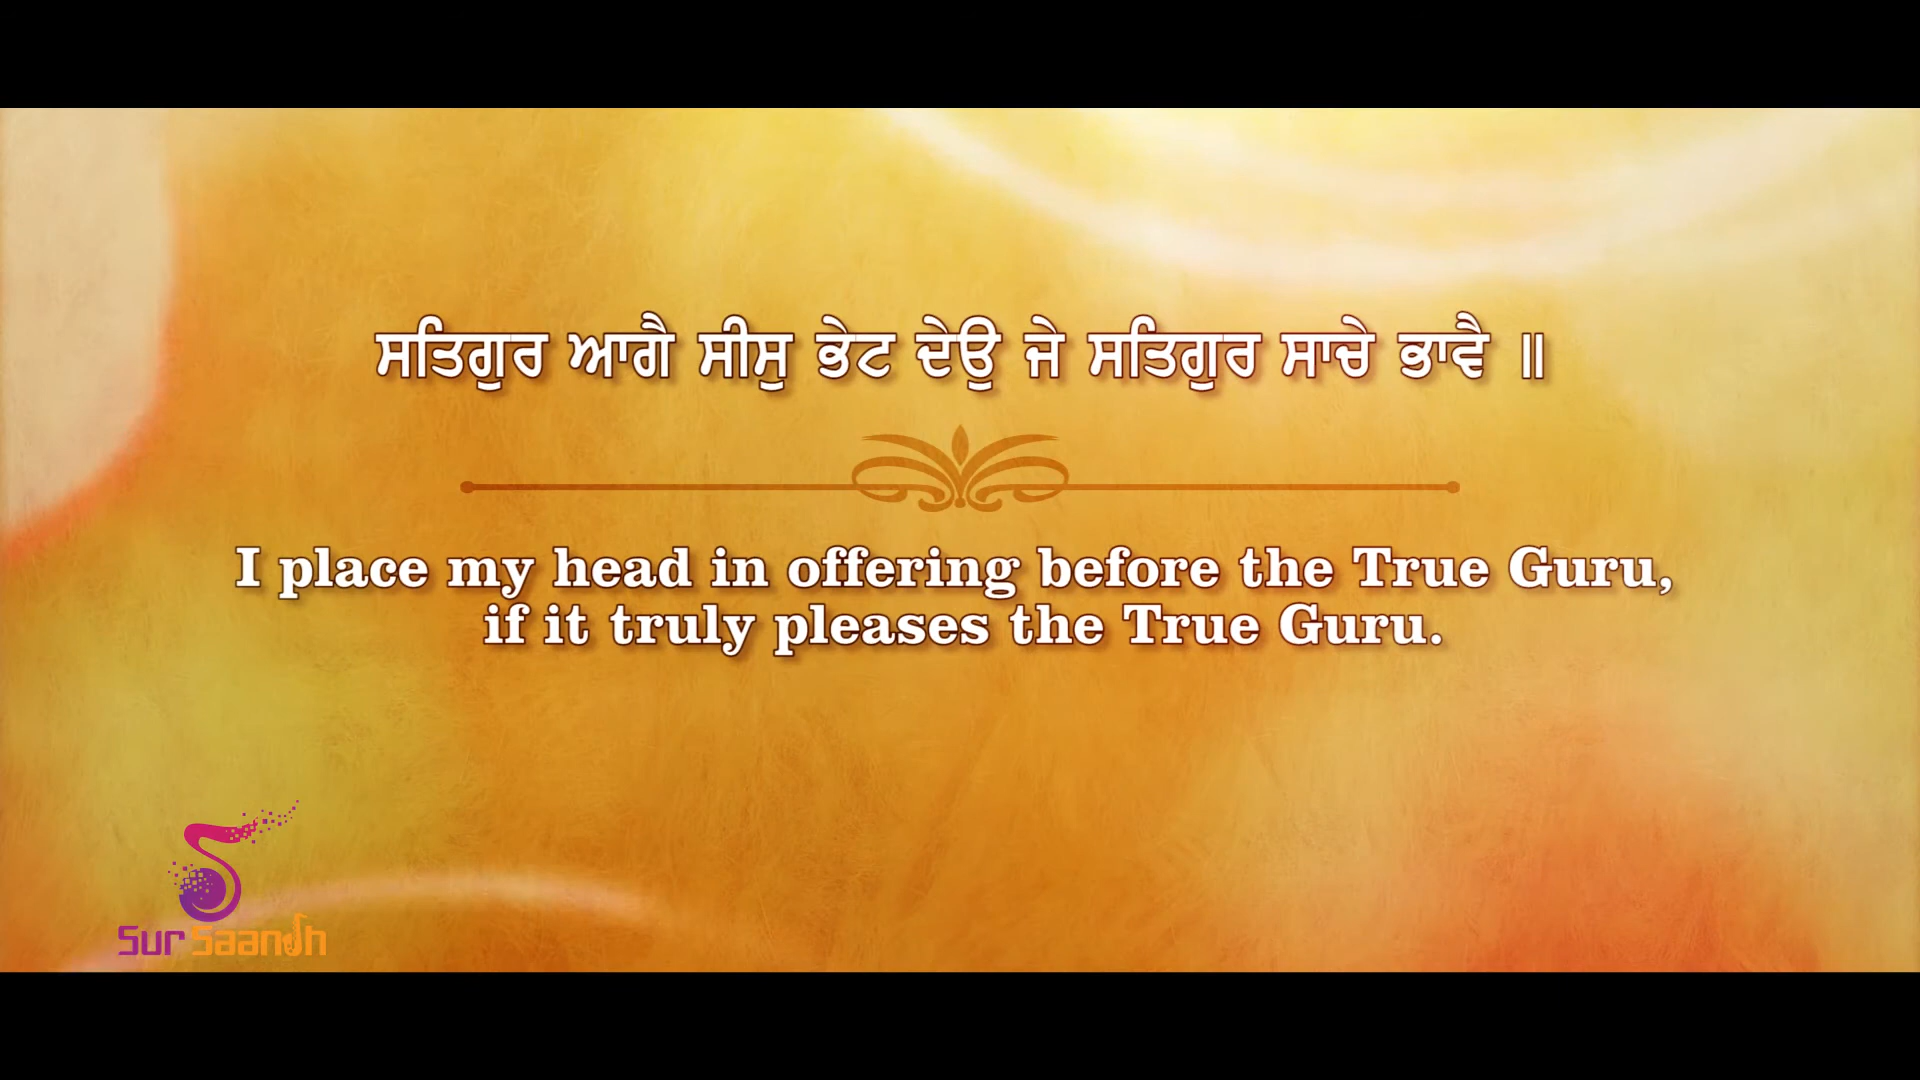 ਸਤਿਗੁਰ ਆਗੈ ਸੀਸੁ ਭੇਟ ਦੇਉ ਜੇ ਸਤਿਗੁਰ ਸਾਚੇ ਭਾਵੈ ॥
I place my head in offering before the True Guru,
if it truly pleases the True Guru.
Sur Saandh